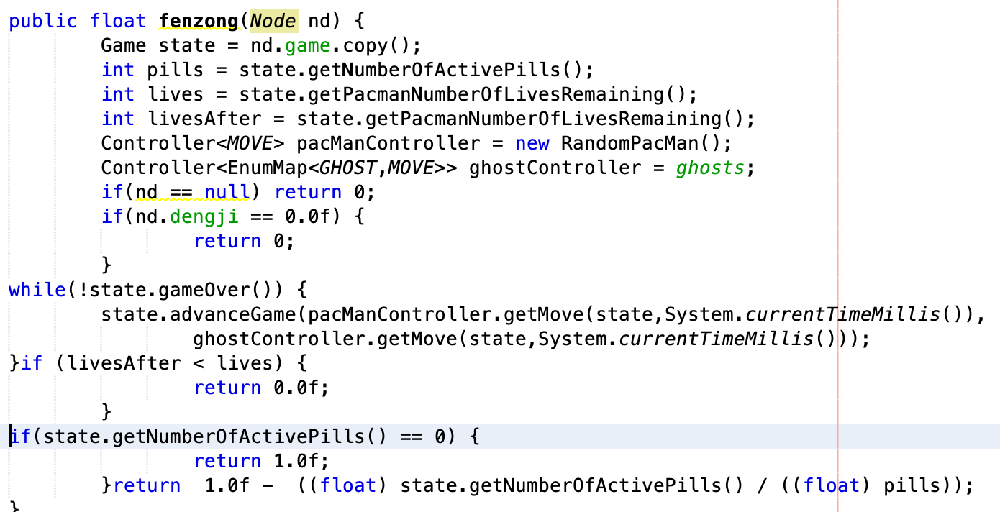 public float fenzong(Node nd) {
Game state = nd.game.copy();
int pills = state.getNumberOfActivePills();
int lives = state.getPacmanNumberOfLivesRemaining();
int livesAfter = state.getPacmanNumberOfLivesRemaining();
Controller<MOVE> pacManController = new RandomPacMan();
Controller<EnumMap<GHOST,MOVE>> ghostController = ghosts;
if(nd == null) return 0;
if(nd.dengji == 0.0f) {
return 0;
}
while(!state.gameOver()) {
state.advanceGame(pacManController.getMove(state,System.currentTimeMillis()),
ghostController.getMove(state,System.currentTimeMillis()));
}if (livesAfter < lives) {
return 0.0f;
}
if(state.getNumberOfActivePills() == 0) {
return 1.0f;
}return  1.0f -  ((float) state.getNumberOfActivePills() / ((float) pills));
}